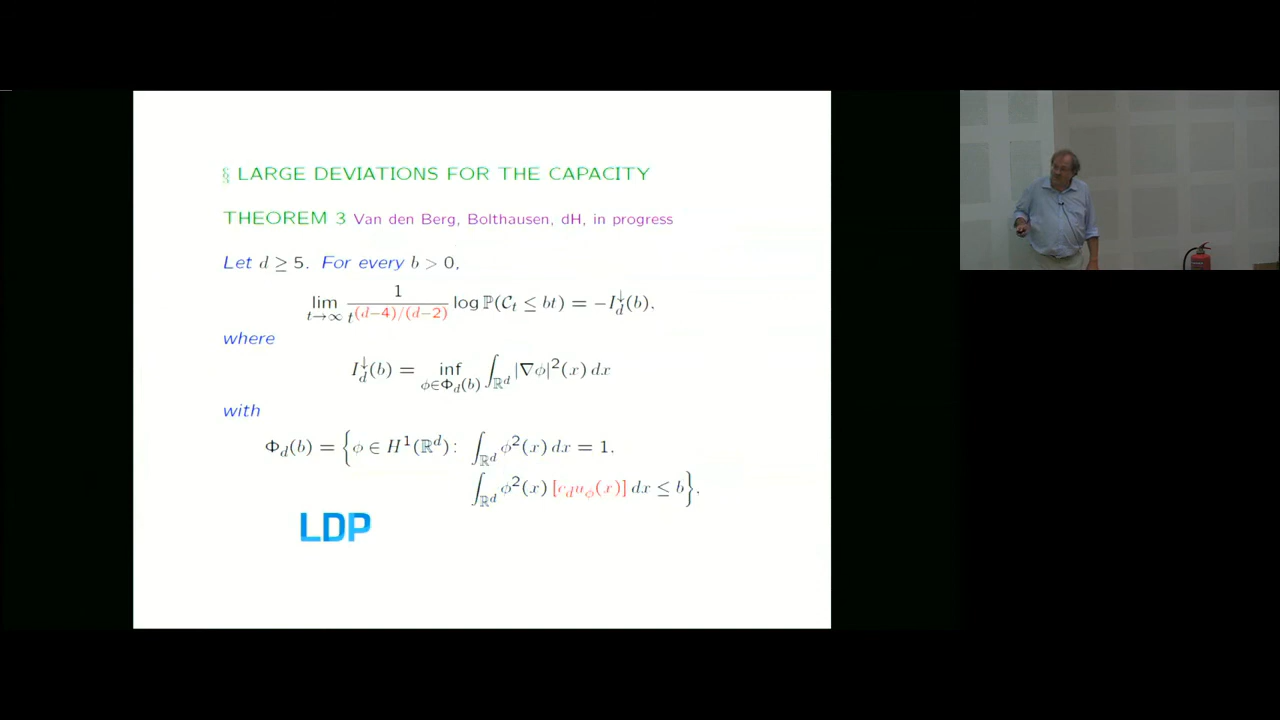 § LARGE DEVIATIONS FOR THE CAPACITY
THEOREM 3 Van den Berg, Bolthausen, dH, in progress
Let d ≥ 5. For every b > 0,
lim_{t→∞} 1/t^{(d−4)/(d−2)} log ℙ(𝒞_t ≤ bt) = −I_d^↓(b),
where
I_d^↓(b) = inf_{ϕ∈Φ_d(b)} ∫_{ℝ^d} |∇ϕ|²(x) dx
with
Φ_d(b) = {ϕ ∈ H¹(ℝ^d): ∫_{ℝ^d} ϕ²(x) dx = 1,
∫_{ℝ^d} ϕ²(x) [c_d u_ϕ(x)] dx ≤ b}.
LDP